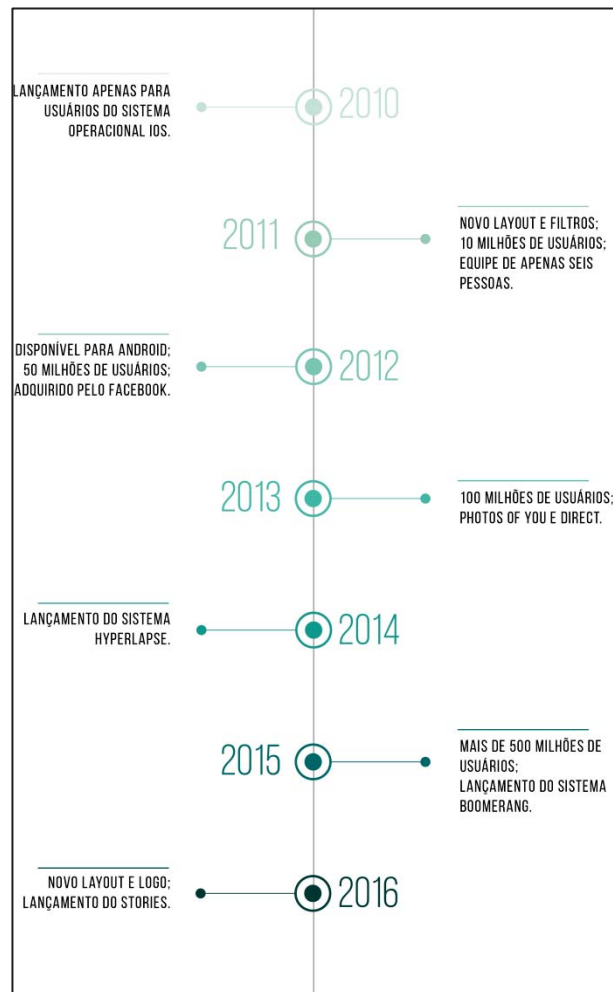 LANÇAMENTO APENAS PARA
USUÁRIOS DO SISTEMA
OPERACIONAL IOS.
2010
2011
NOVO LAYOUT E FILTROS;
10 MILHÕES DE USUÁRIOS;
EQUIPE DE APENAS SEIS
PESSOAS.
DISPONÍVEL PARA ANDROID;
50 MILHÕES DE USUÁRIOS;
ADQUIRIDO PELO FACEBOOK.
2012
2013
100 MILHÕES DE USUÁRIOS;
PHOTOS OF YOU E DIRECT.
LANÇAMENTO DO SISTEMA
HYPERLAPSE.
2014
2015
MAIS DE 500 MILHÕES DE
USUÁRIOS;
LANÇAMENTO DO SISTEMA
BOOMERANG.
NOVO LAYOUT E LOGO;
LANÇAMENTO DO STORIES.
2016